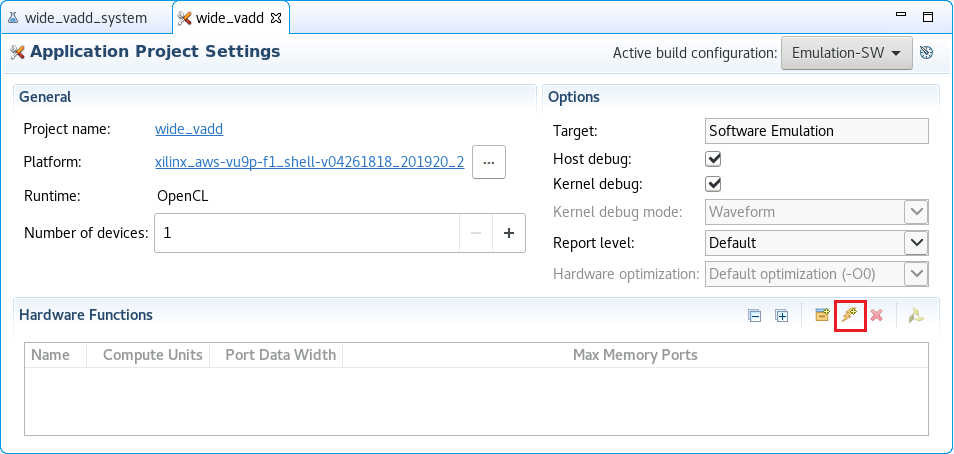 wide_vadd_system wide_vadd
Application Project Settings Active build configuration: Emulation-SW
General
Project name: wide_vadd
Platform: xilinx_aws-vu9p-f1_shell-v04261818_201920_2 ...
Runtime: OpenCL
Number of devices: 1 − +
Options
Target: Software Emulation
Host debug:
Kernel debug:
Kernel debug mode: Waveform
Report level: Default
Hardware optimization: Default optimization (-O0)
Hardware Functions
Name Compute Units Port Data Width Max Memory Ports